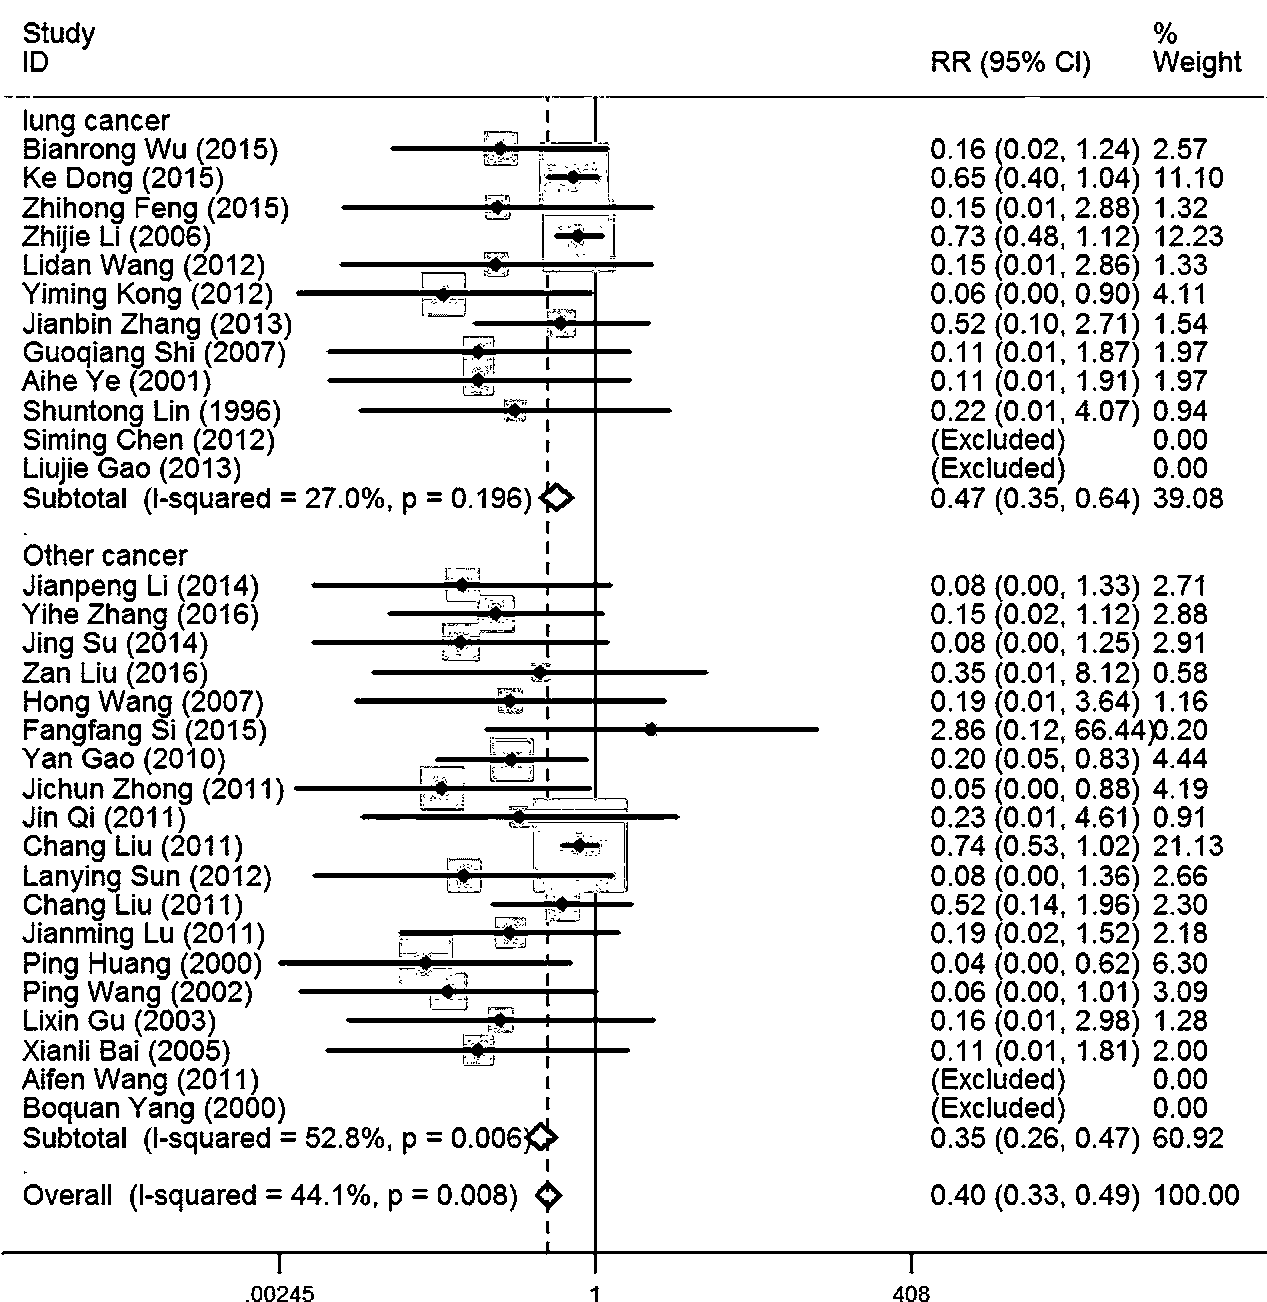 Study %
ID RR (95% CI) Weight
lung cancer
Bianrong Wu (2015) 0.16 (0.02, 1.24) 2.57
Ke Dong (2015) 0.65 (0.40, 1.04) 11.10
Zhihong Feng (2015) 0.15 (0.01, 2.88) 1.32
Zhijie Li (2006) 0.73 (0.48, 1.12) 12.23
Lidan Wang (2012) 0.15 (0.01, 2.86) 1.33
Yiming Kong (2012) 0.06 (0.00, 0.90) 4.11
Jianbin Zhang (2013) 0.52 (0.10, 2.71) 1.54
Guoqiang Shi (2007) 0.11 (0.01, 1.87) 1.97
Aihe Ye (2001) 0.11 (0.01, 1.91) 1.97
Shuntong Lin (1996) 0.22 (0.01, 4.07) 0.94
Siming Chen (2012) (Excluded) 0.00
Liujie Gao (2013) (Excluded) 0.00
Subtotal (I-squared = 27.0%, p = 0.196) 0.47 (0.35, 0.64) 39.08
.
Other cancer
Jianpeng Li (2014) 0.08 (0.00, 1.33) 2.71
Yihe Zhang (2016) 0.15 (0.02, 1.12) 2.88
Jing Su (2014) 0.08 (0.00, 1.25) 2.91
Zan Liu (2016) 0.35 (0.01, 8.12) 0.58
Hong Wang (2007) 0.19 (0.01, 3.64) 1.16
Fangfang Si (2015) 2.86 (0.12, 66.44) 0.20
Yan Gao (2010) 0.20 (0.05, 0.83) 4.44
Jichun Zhong (2011) 0.05 (0.00, 0.88) 4.19
Jin Qi (2011) 0.23 (0.01, 4.61) 0.91
Chang Liu (2011) 0.74 (0.53, 1.02) 21.13
Lanying Sun (2012) 0.08 (0.00, 1.36) 2.66
Chang Liu (2011) 0.52 (0.14, 1.96) 2.30
Jianming Lu (2011) 0.19 (0.02, 1.52) 2.18
Ping Huang (2000) 0.04 (0.00, 0.62) 6.30
Ping Wang (2002) 0.06 (0.00, 1.01) 3.09
Lixin Gu (2003) 0.16 (0.01, 2.98) 1.28
Xianli Bai (2005) 0.11 (0.01, 1.81) 2.00
Aifen Wang (2011) (Excluded) 0.00
Boquan Yang (2000) (Excluded) 0.00
Subtotal (I-squared = 52.8%, p = 0.006) 0.35 (0.26, 0.47) 60.92
.
Overall (I-squared = 44.1%, p = 0.008) 0.40 (0.33, 0.49) 100.00
.00245 1 408